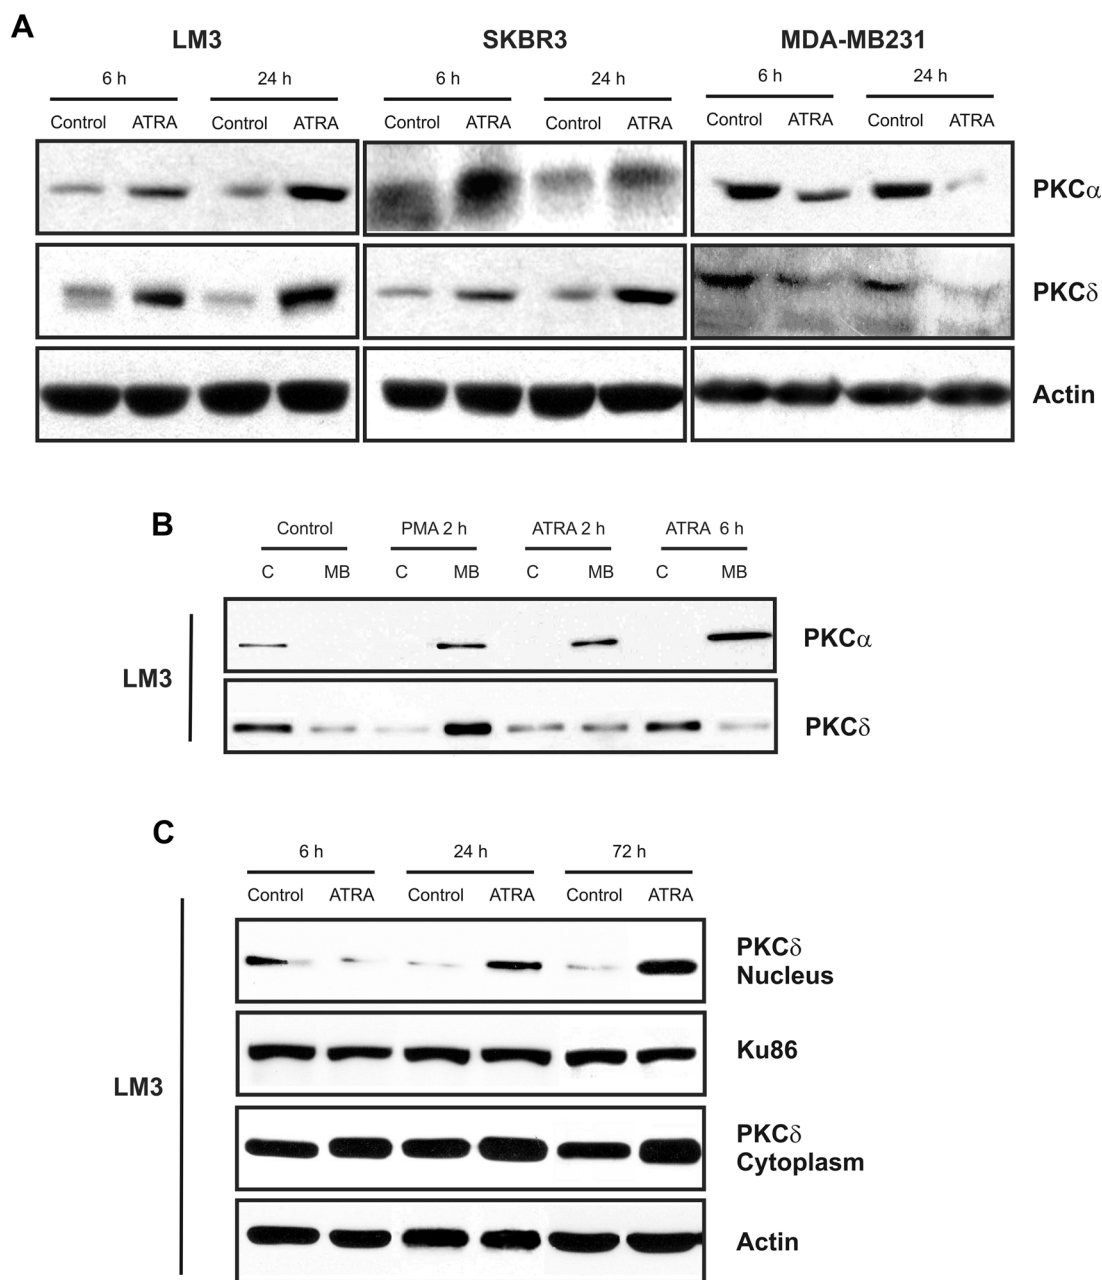 A
LM3 SKBR3 MDA-MB231
6 h 24 h 6 h 24 h 6 h 24 h
Control ATRA Control ATRA Control ATRA Control ATRA Control ATRA Control ATRA
PKCα
PKCδ
Actin
B
Control PMA 2 h ATRA 2 h ATRA 6 h
C MB C MB C MB C MB
PKCα
LM3
PKCδ
C
6 h 24 h 72 h
Control ATRA Control ATRA Control ATRA
PKCδ
Nucleus
Ku86
LM3
PKCδ
Cytoplasm
Actin